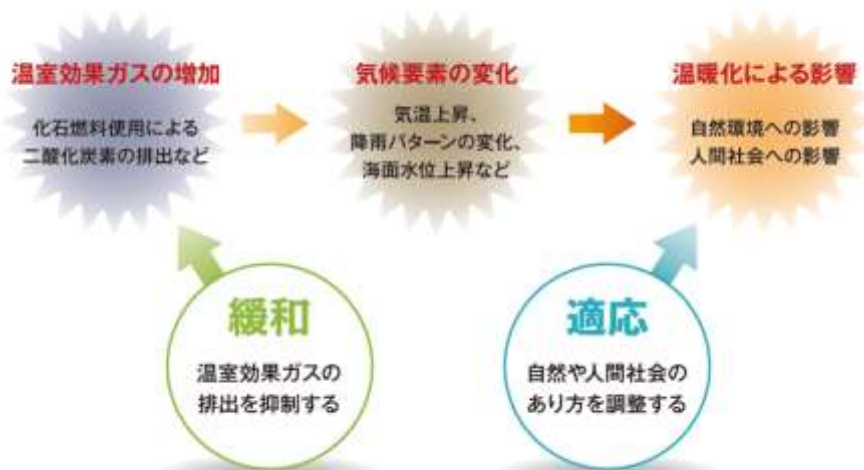 温室効果ガスの増加
化石燃料使用による
二酸化炭素の排出など
気候要素の変化
気温上昇、
降雨パターンの変化、
海面水位上昇など
温暖化による影響
自然環境への影響
人間社会への影響
緩和
温室効果ガスの
排出を抑制する
適応
自然や人間社会の
あり方を調整する